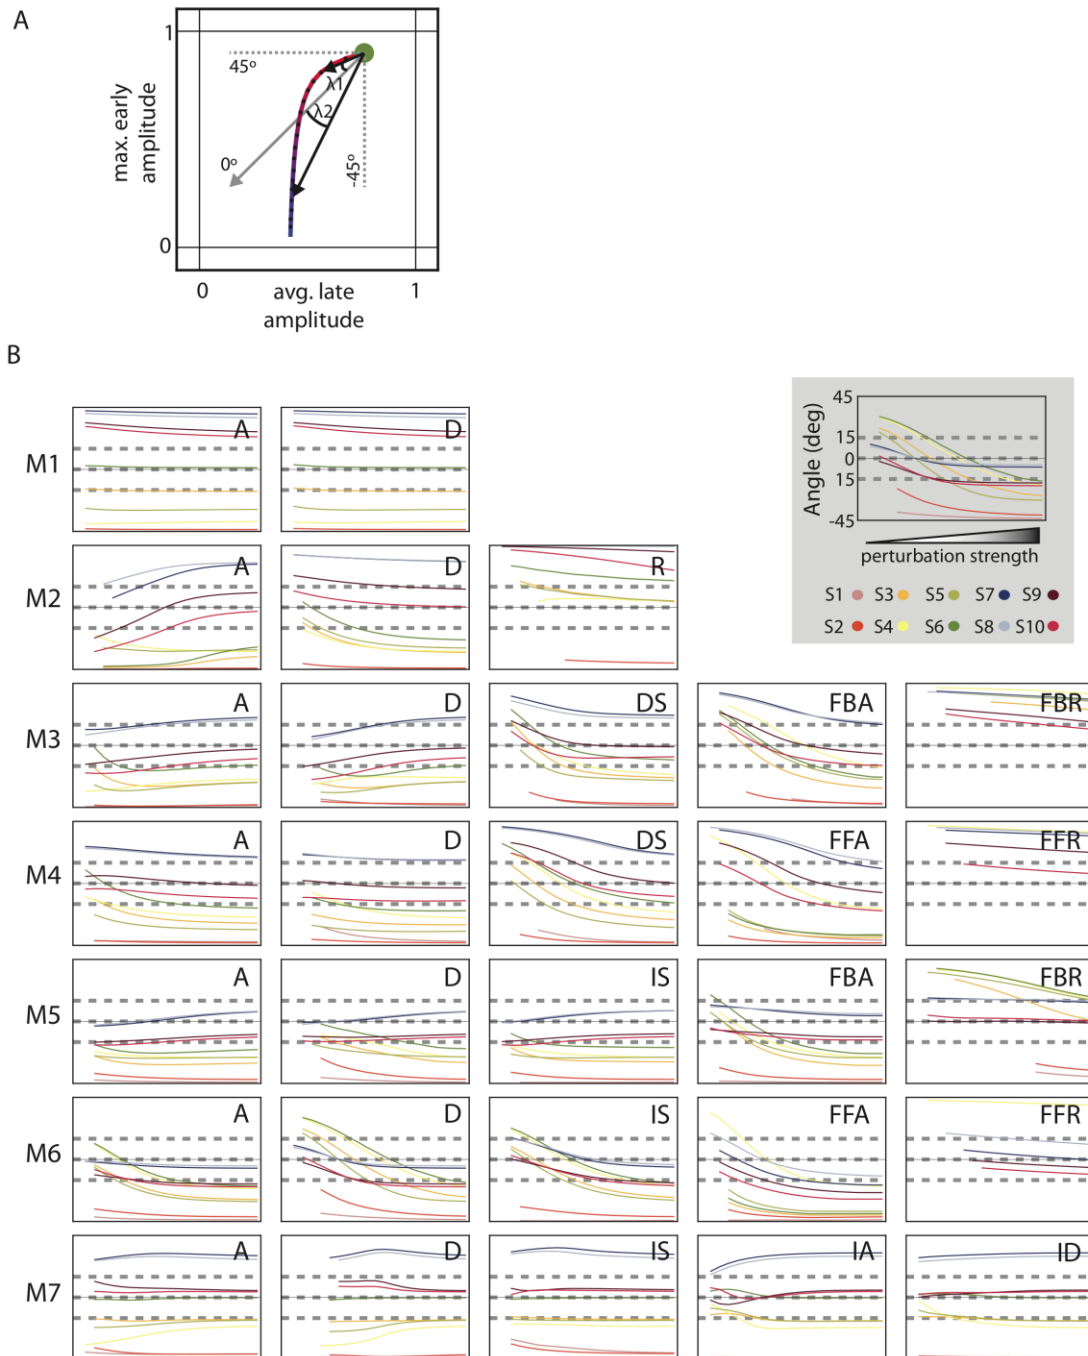 A
1
45º
λ1
λ2
max. early
amplitude
0º
-45º
0
0 avg. late 1
amplitude
B
45
15
0
15
-45
Angle (deg)
perturbation strength
S1 S3 S5 S7 S9
S2 S4 S6 S8 S10
M1 A D
M2 A D R
M3 A D DS FBA FBR
M4 A D DS FFA FFR
M5 A D IS FBA FBR
M6 A D IS FFA FFR
M7 A D IS IA ID